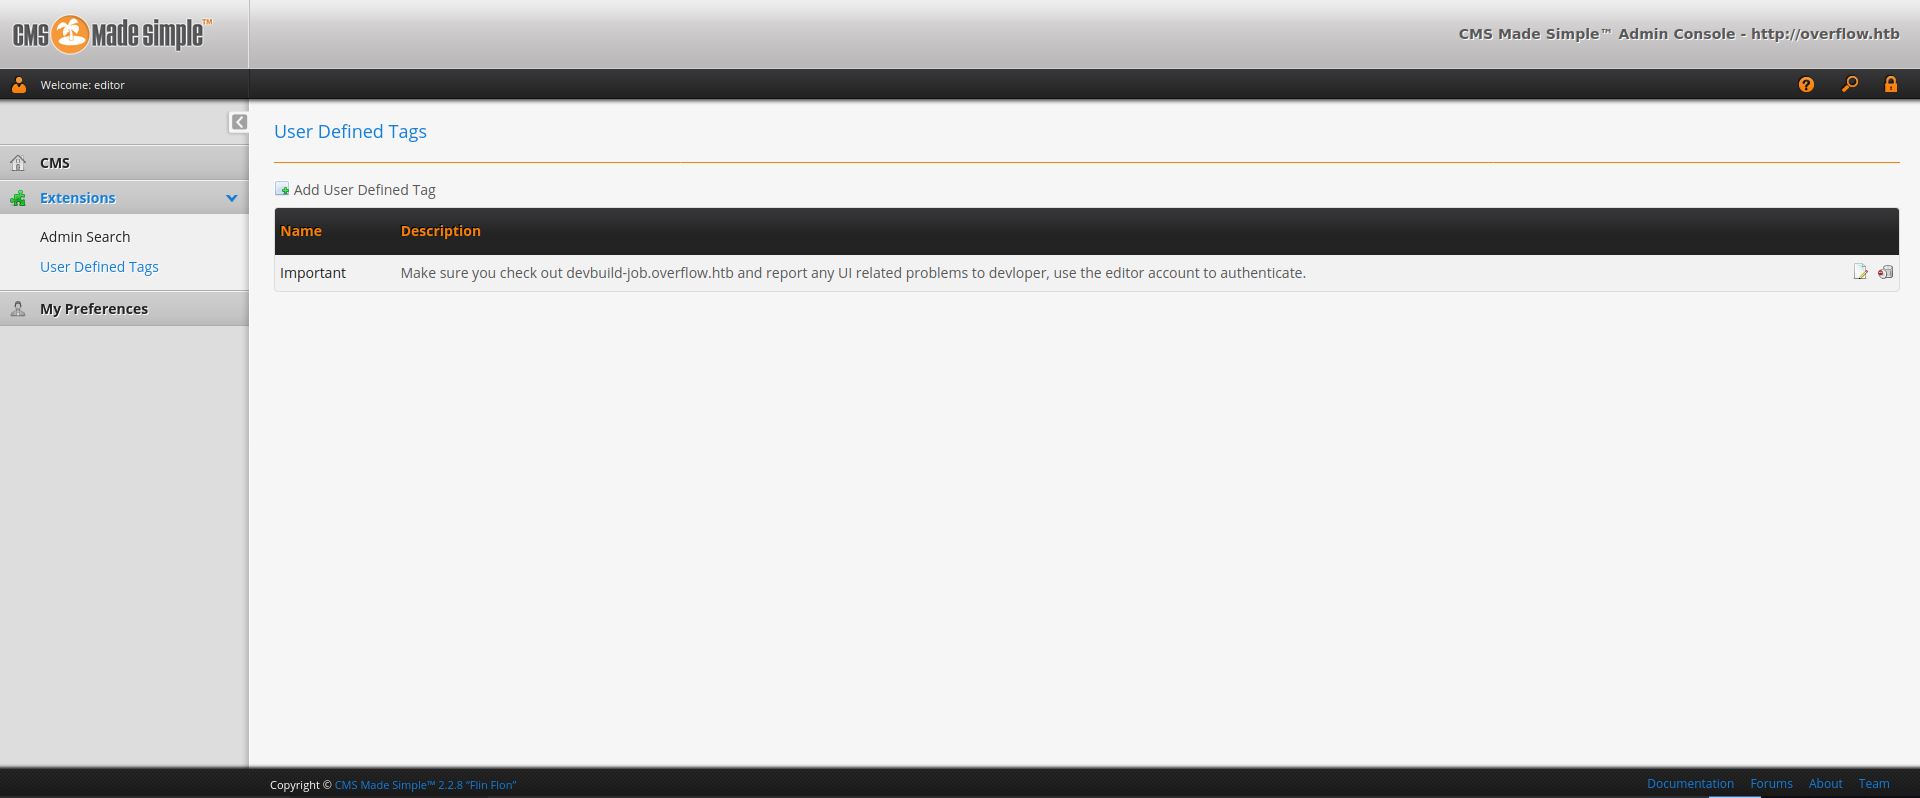 CMS Made Simple™
CMS Made Simple™ Admin Console - http://overflow.htb
Welcome: editor
User Defined Tags
CMS
Extensions
Admin Search
User Defined Tags
My Preferences
Add User Defined Tag
Name Description
Important Make sure you check out devbuild-job.overflow.htb and report any UI related problems to devloper, use the editor account to authenticate.
Copyright © CMS Made Simple™ 2.2.8 “Flin Flon”
Documentation Forums About Team